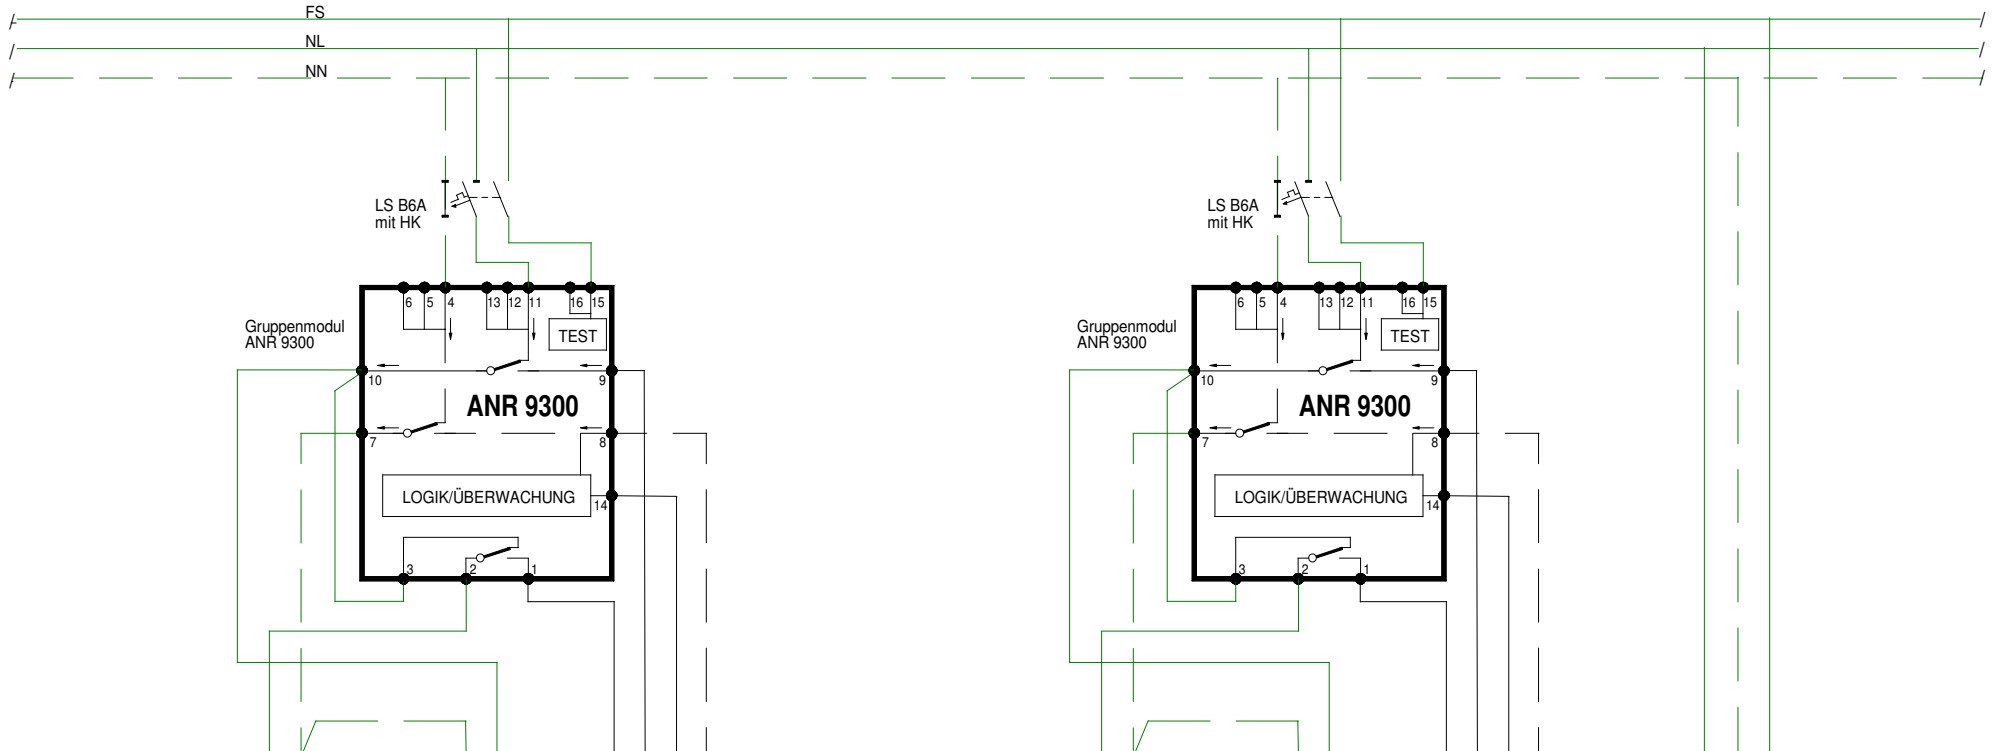 FS
NL
NN
LS B6A
mit HK
LS B6A
mit HK
6 5 4 13 12 11 16 15
TEST
Gruppenmodul
ANR 9300
10 9
ANR 9300
7 8
LOGIK/ÜBERWACHUNG
14
3 2 1
6 5 4 13 12 11 16 15
TEST
Gruppenmodul
ANR 9300
10 9
ANR 9300
7 8
LOGIK/ÜBERWACHUNG
14
3 2 1